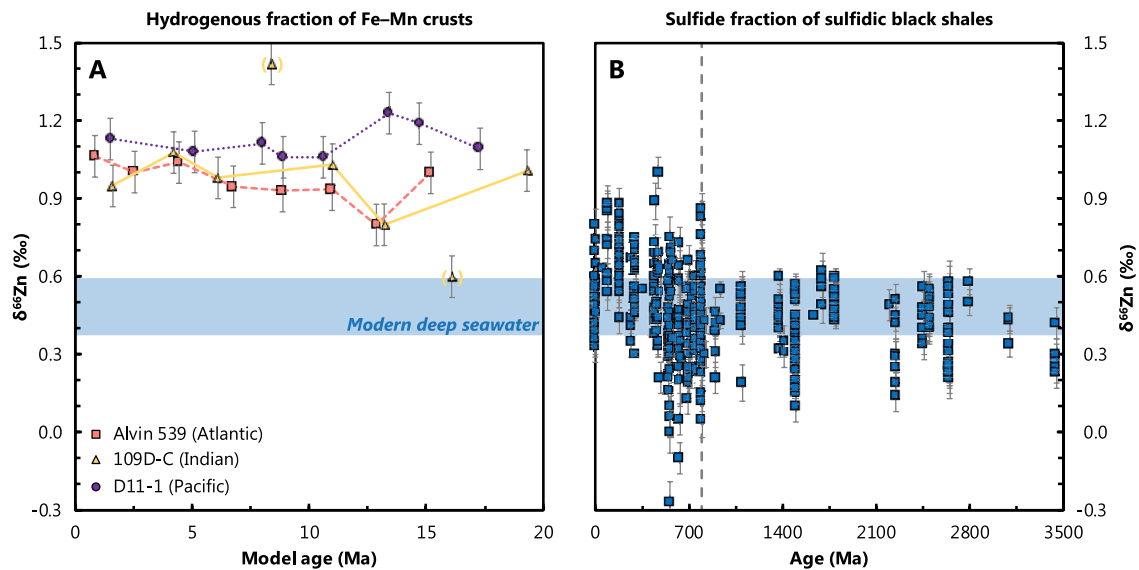 Hydrogenous fraction of Fe–Mn crusts
A
1.5
1.2
0.9
0.6
0.3
0.0
-0.3
δ⁶⁶Zn (‰)
( )
( )
Modern deep seawater
Alvin 539 (Atlantic)
109D-C (Indian)
D11-1 (Pacific)
0 5 10 15 20
Model age (Ma)
Sulfide fraction of sulfidic black shales
B
1.5
1.2
0.9
0.6
0.3
0.0
-0.3
δ⁶⁶Zn (‰)
0 700 1400 2100 2800 3500
Age (Ma)